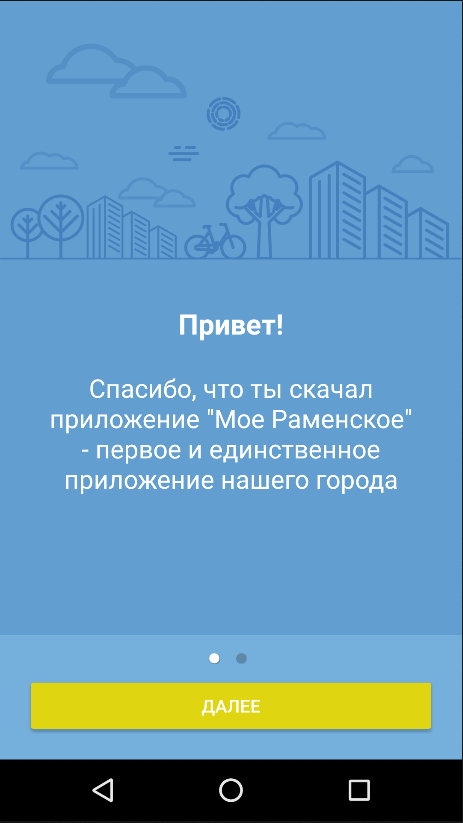 Привет!
Спасибо, что ты скачал
приложение "Мое Раменское"
- первое и единственное
приложение нашего города
ДАЛЕЕ